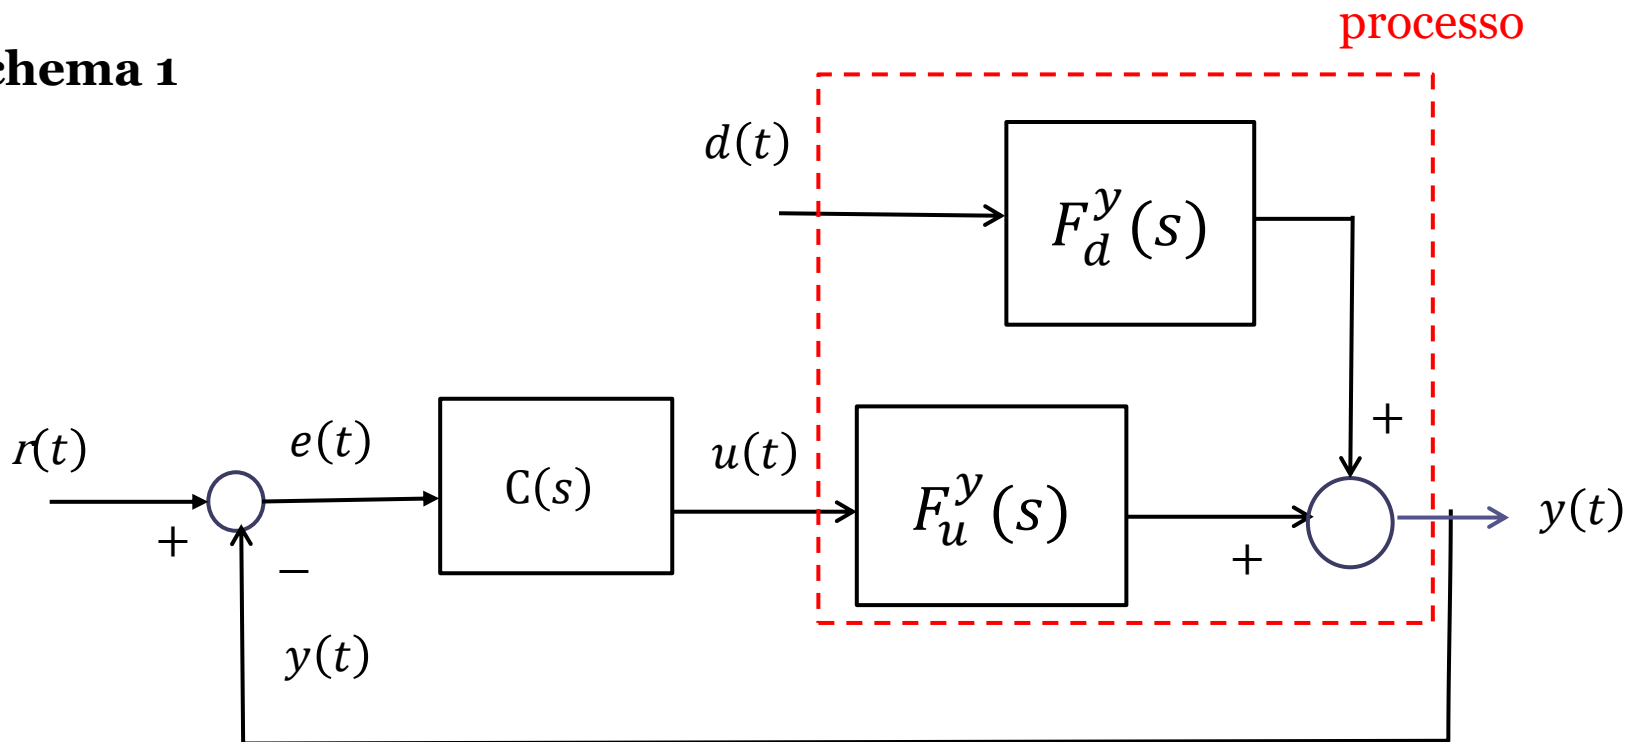 processo
chema 1
d(t)
F_d^y(s)
r(t)
e(t)
C(s)
u(t)
F_u^y(s)
y(t)
+
+
+
−
y(t)